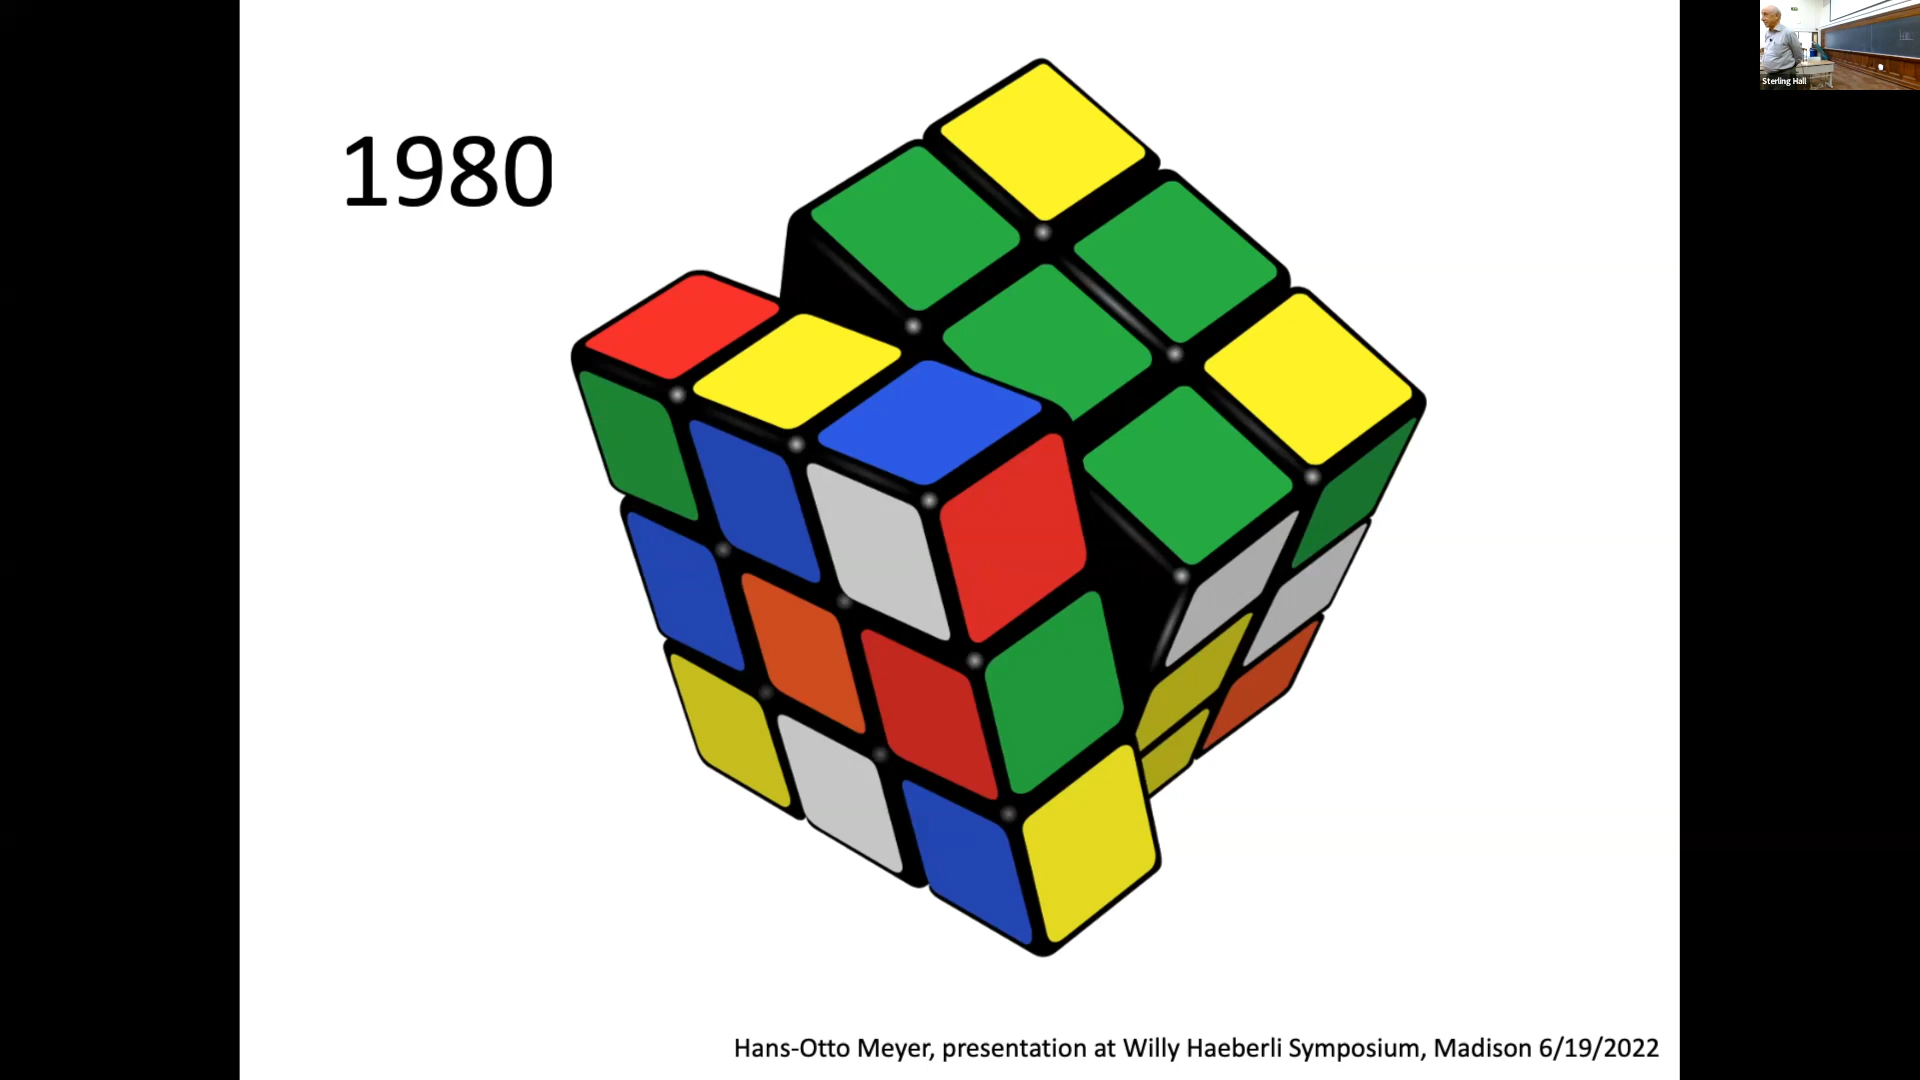 1980
Sterling Hall
Hans-Otto Meyer, presentation at Willy Haeberli Symposium, Madison 6/19/2022